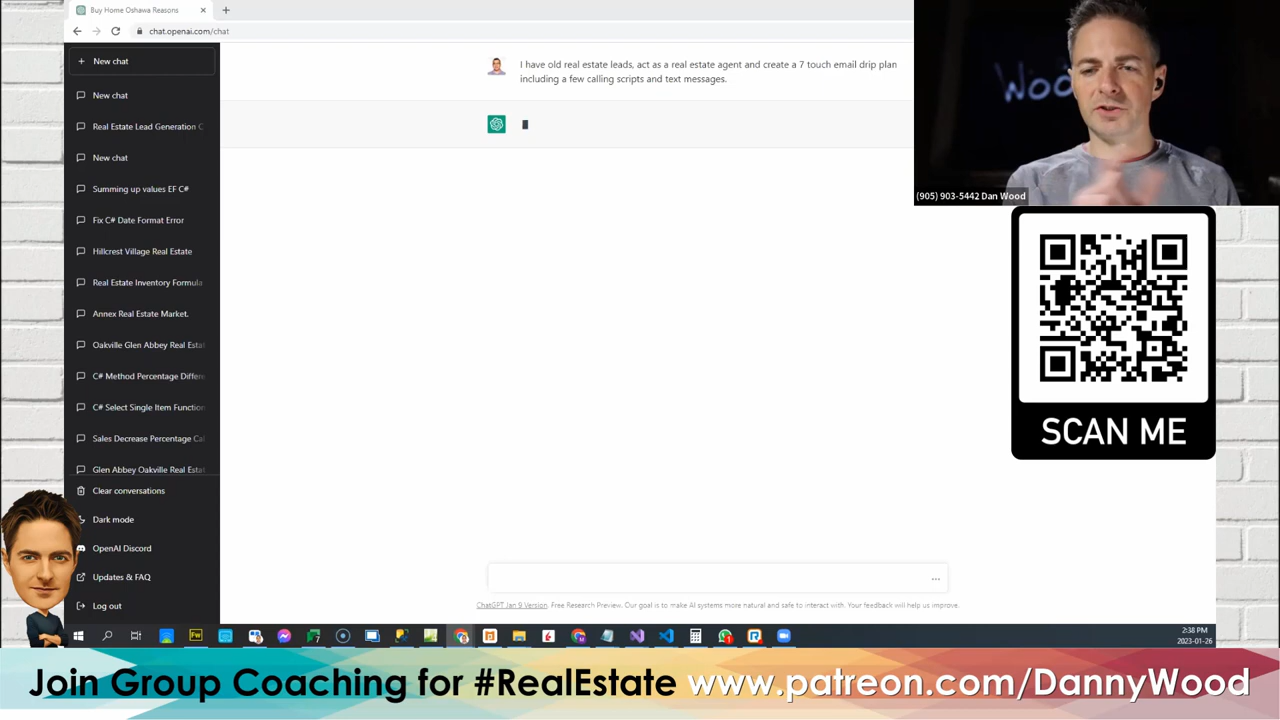 Buy Home Oshawa Reasons
chat.openai.com/chat
New chat
New chat
Real Estate Lead Generation C
New chat
Summing up values EF C#
Fix C# Date Format Error
Hillcrest Village Real Estate
Real Estate Inventory Formula
Annex Real Estate Market.
Oakville Glen Abbey Real Estat
C# Method Percentage Differe
C# Select Single Item Function
Sales Decrease Percentage Cal
Glen Abbey Oakville Real Estat
Clear conversations
Dark mode
OpenAI Discord
Updates & FAQ
Log out
I have old real estate leads, act as a real estate agent and create a 7 touch email drip plan
including a few calling scripts and text messages.
ChatGPT Jan 9 Version. Free Research Preview. Our goal is to make AI systems more natural and safe to interact with. Your feedback will help us improve.
(905) 903-5442 Dan Wood
SCAN ME
Fw
2:38 PM
2023-01-26
Join Group Coaching for #RealEstate www.patreon.com/DannyWood